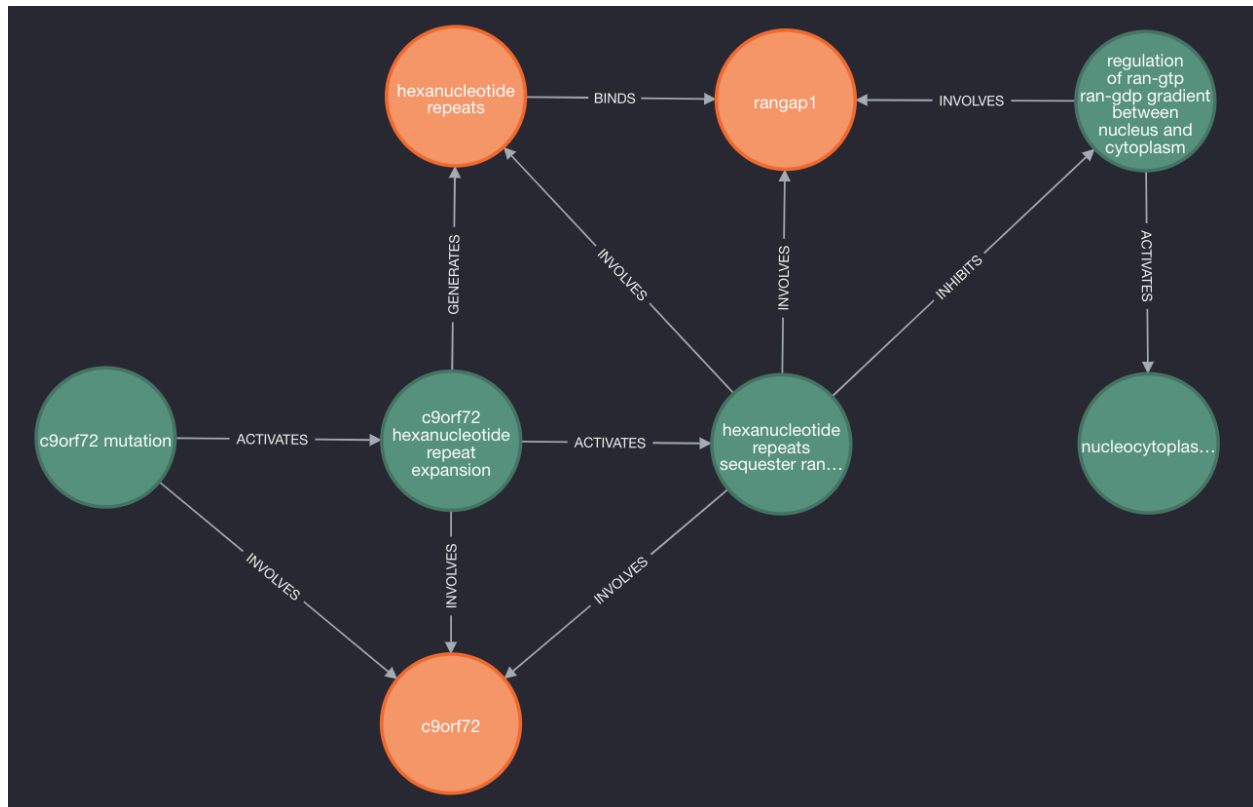 hexanucleotide
repeats
BINDS
rangap1
INVOLVES
regulation
of ran-gtp
ran-gdp gradient
between
nucleus and
cytoplasm
GENERATES
INVOLVES
INVOLVES
INHIBITS
ACTIVATES
c9orf72 mutation
ACTIVATES
c9orf72
hexanucleotide
repeat
expansion
ACTIVATES
hexanucleotide
repeats
sequester ran...
nucleocytoplas...
INVOLVES
INVOLVES
INVOLVES
c9orf72